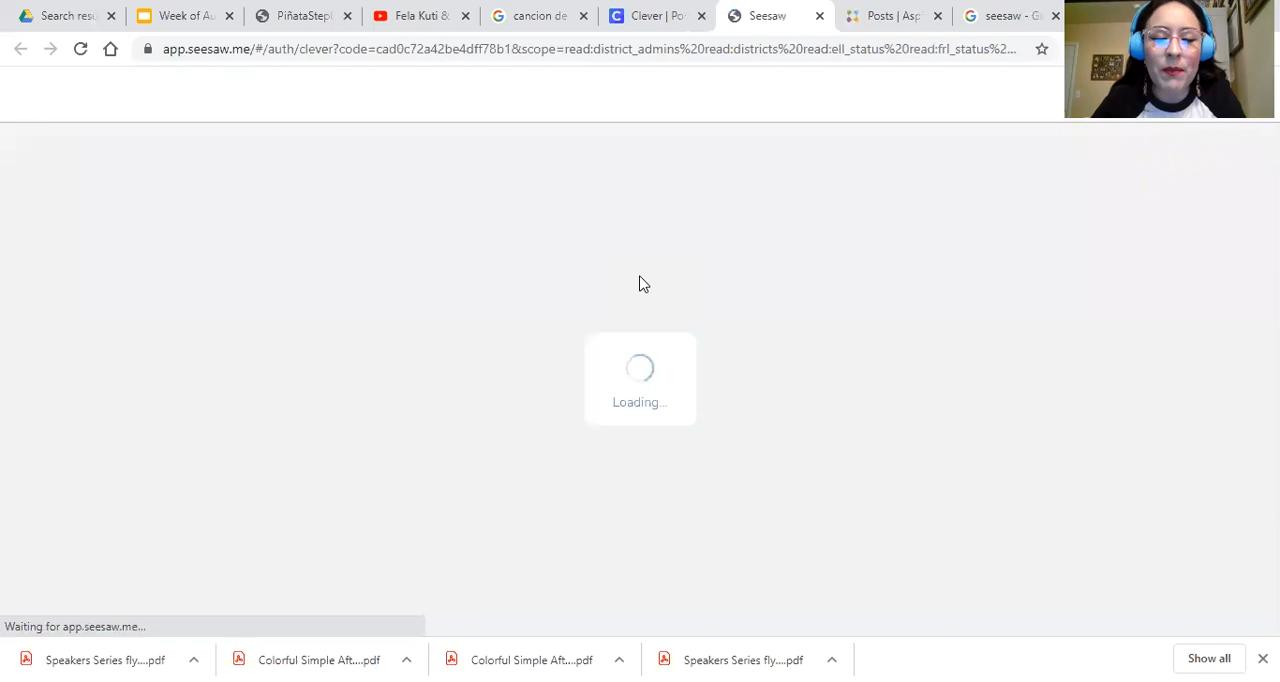 Search resu
Week of Au
PiñataStepl
Fela Kuti &
cancion de
Clever | Po
Seesaw
Posts | Asp
seesaw - G
app.seesaw.me/#/auth/clever?code=cad0c72a42be4dff78b1&scope=read:district_admins%20read:districts%20read:ell_status%20read:frl_status%2...
Loading...
Waiting for app.seesaw.me...
Speakers Series fly....pdf
Colorful Simple Aft....pdf
Colorful Simple Aft....pdf
Speakers Series fly....pdf
Show all